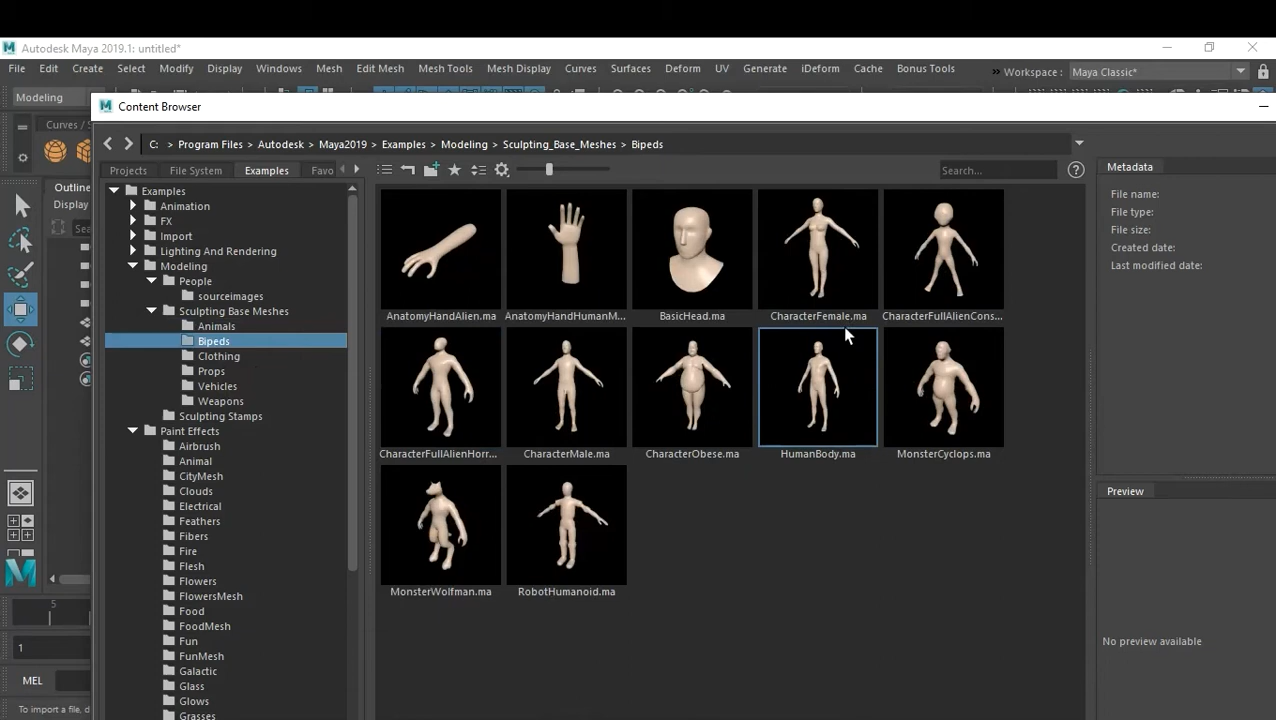 Autodesk Maya 2019.1: untitled*
File Edit Create Select Modify Display Windows Mesh Edit Mesh Mesh Tools Mesh Display Curves Surfaces Deform UV Generate iDeform Cache Bonus Tools
Workspace: Maya Classic*
Modeling
Content Browser
Curves / S
C: > Program Files > Autodesk > Maya2019 > Examples > Modeling > Sculpting_Base_Meshes > Bipeds
Projects File System Examples Favo
Search...
Metadata
Outline
Display
Sea
Examples
Animation
FX
Import
Lighting And Rendering
Modeling
People
sourceimages
Sculpting Base Meshes
Animals
Bipeds
Clothing
Props
Vehicles
Weapons
Sculpting Stamps
Paint Effects
Airbrush
Animal
CityMesh
Clouds
Electrical
Feathers
Fibers
Fire
Flesh
Flowers
FlowersMesh
Food
FoodMesh
Fun
FunMesh
Galactic
Glass
Glows
Grasses
AnatomyHandAlien.ma AnatomyHandHumanM... BasicHead.ma CharacterFemale.ma CharacterFullAlienCons...
CharacterFullAlienHorr... CharacterMale.ma CharacterObese.ma HumanBody.ma MonsterCyclops.ma
MonsterWolfman.ma RobotHumanoid.ma
File name:
File type:
File size:
Created date:
Last modified date:
Preview
No preview available
5
1
MEL
To import a file, d